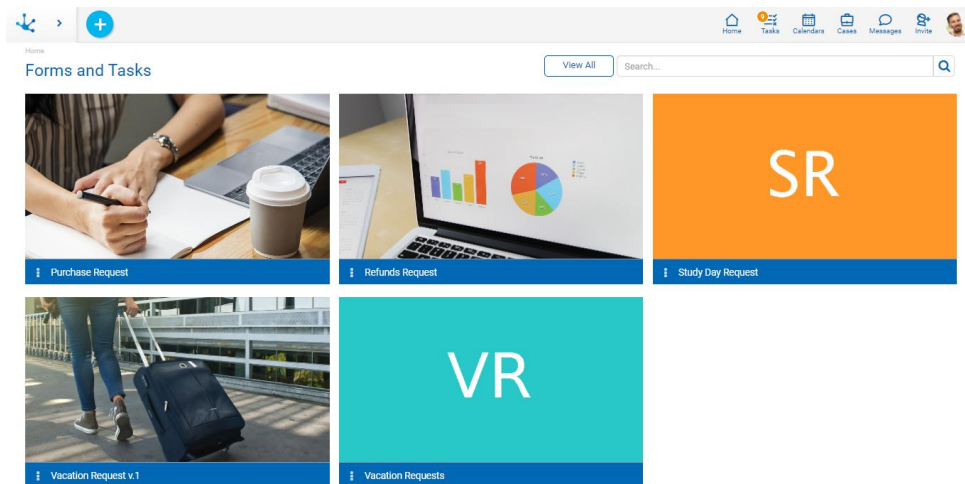 9
Home
Tasks
Calendars
Cases
Messages
Invite
Home
Forms and Tasks
View All
Search...
SR
Purchase Request
Refunds Request
Study Day Request
VR
Vacation Request v.1
Vacation Requests